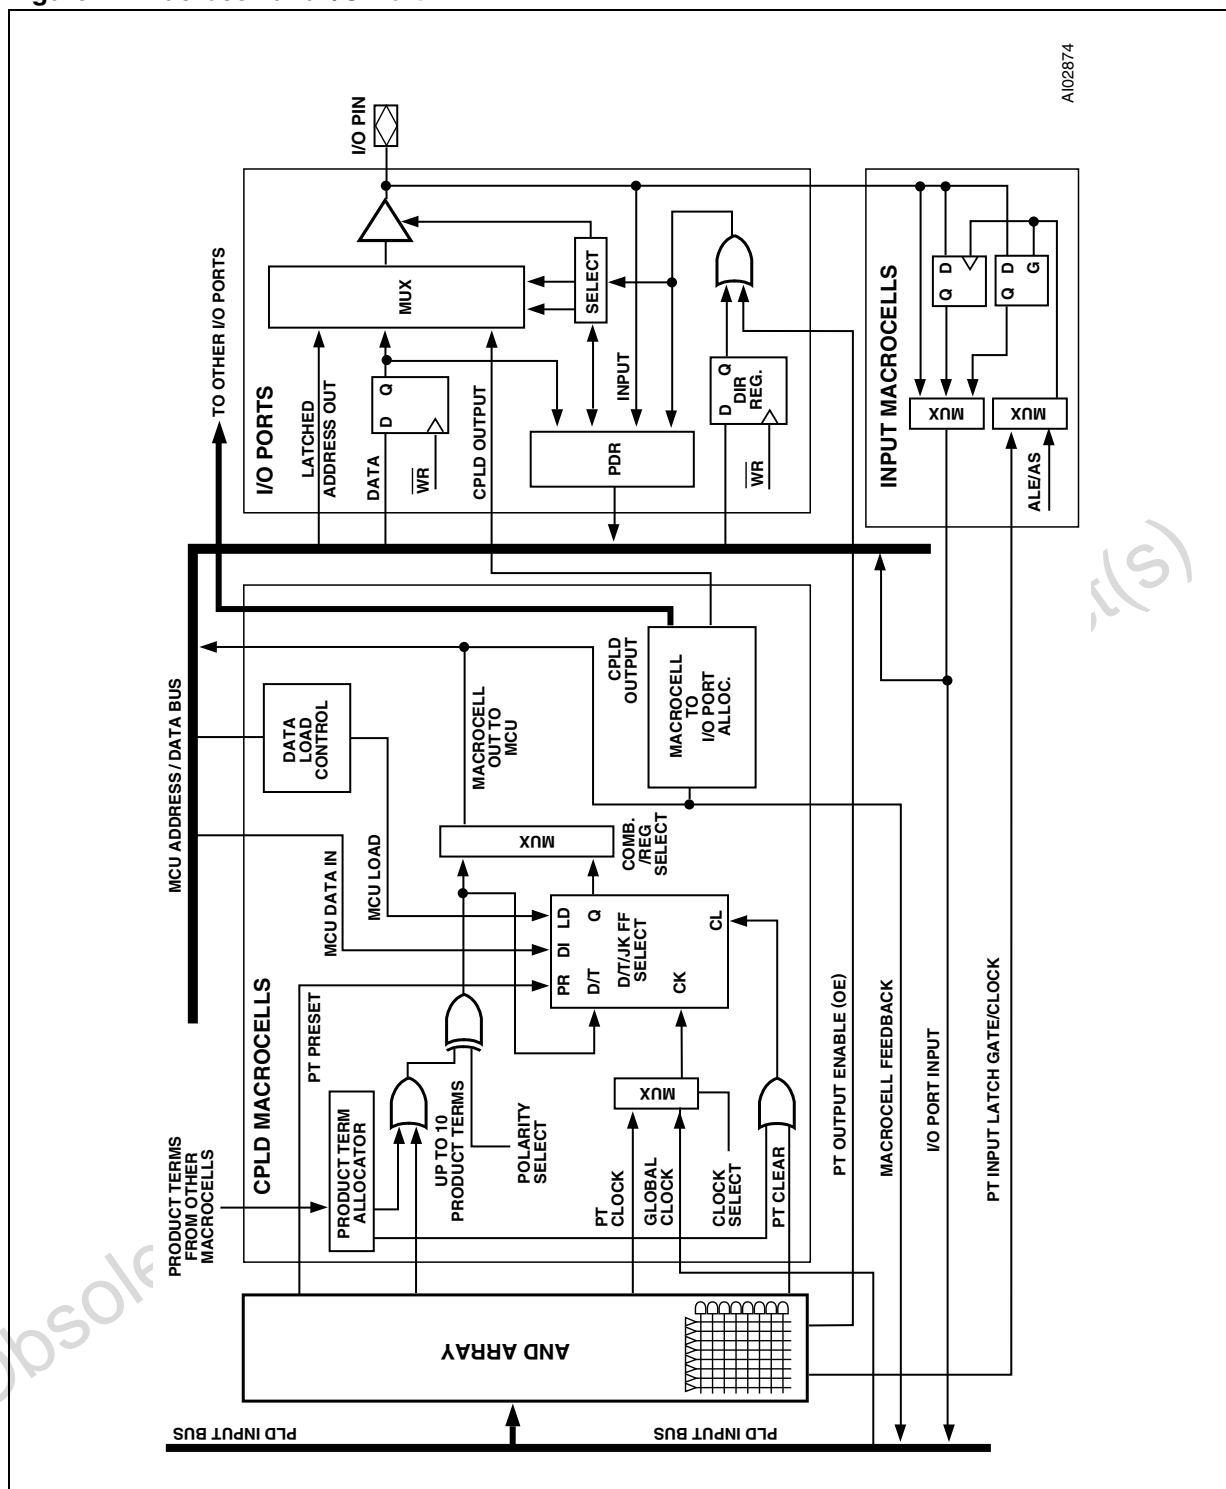 AI02874
I/O PIN
TO OTHER I/O PORTS
I/O PORTS
MUX
SELECT
LATCHED
ADDRESS OUT
DATA
D Q
WR
CPLD OUTPUT
INPUT
PDR
D Q
DIR
REG.
WR
INPUT MACROCELLS
Q D
Q D
G
MUX
MUX
ALE/AS
MCU ADDRESS / DATA BUS
CPLD MACROCELLS
DATA
LOAD
CONTROL
MCU DATA IN
MCU LOAD
MACROCELL
OUT TO
MCU
CPLD
OUTPUT
MACROCELL
TO
I/O PORT
ALLOC.
MUX
COMB.
/REG
SELECT
PT PRESET
PR DI LD
D/T Q
D/T/JK FF
SELECT
CK
CL
PRODUCT TERMS
FROM OTHER
MACROCELLS
PRODUCT TERM
ALLOCATOR
UP TO 10
PRODUCT TERMS
POLARITY
SELECT
PT
CLOCK
GLOBAL
CLOCK
MUX
CLOCK
SELECT
PT CLEAR
PT OUTPUT ENABLE (OE)
MACROCELL FEEDBACK
I/O PORT INPUT
PT INPUT LATCH GATE/CLOCK
AND ARRAY
PLD INPUT BUS
PLD INPUT BUS